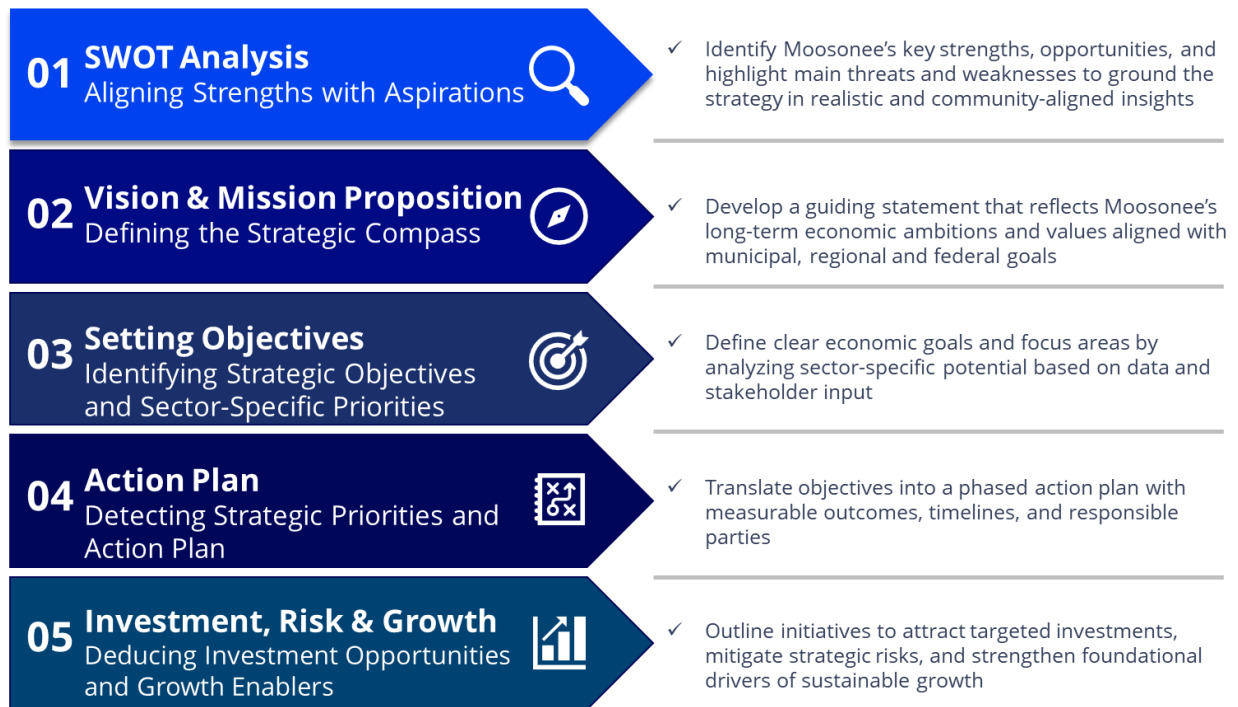 01
SWOT Analysis
Aligning Strengths with Aspirations
✓ Identify Moosonee’s key strengths, opportunities, and
highlight main threats and weaknesses to ground the
strategy in realistic and community-aligned insights
02
Vision & Mission Proposition
Defining the Strategic Compass
✓ Develop a guiding statement that reflects Moosonee’s
long-term economic ambitions and values aligned with
municipal, regional and federal goals
03
Setting Objectives
Identifying Strategic Objectives
and Sector-Specific Priorities
✓ Define clear economic goals and focus areas by
analyzing sector-specific potential based on data and
stakeholder input
04
Action Plan
Detecting Strategic Priorities and
Action Plan
✓ Translate objectives into a phased action plan with
measurable outcomes, timelines, and responsible
parties
05
Investment, Risk & Growth
Deducing Investment Opportunities
and Growth Enablers
✓ Outline initiatives to attract targeted investments,
mitigate strategic risks, and strengthen foundational
drivers of sustainable growth